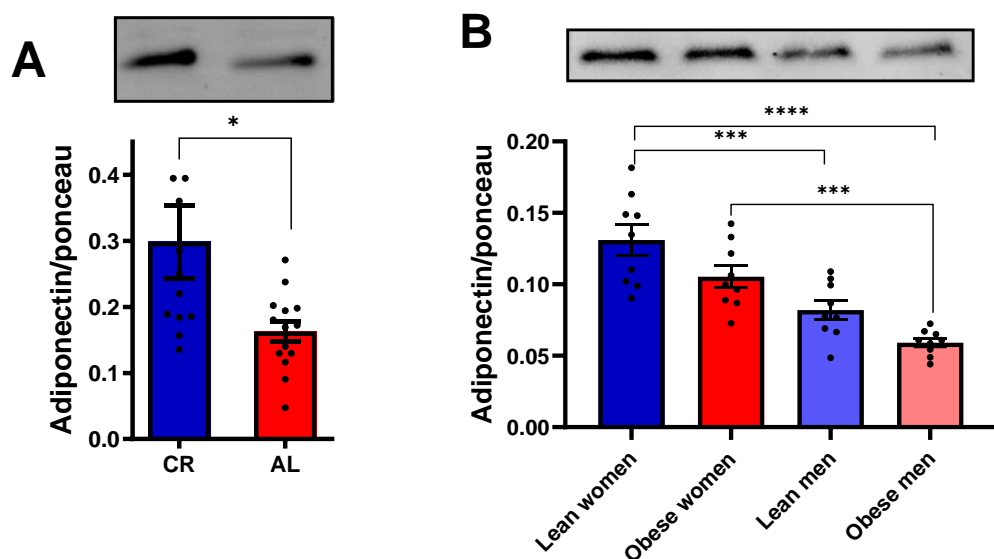 A
*
Adiponectin/ponceau
0.4
0.3
0.2
0.1
0.0
CR AL
B
****
***
***
Adiponectin/ponceau
0.20
0.15
0.10
0.05
0.00
Lean women
Obese women
Lean men
Obese men